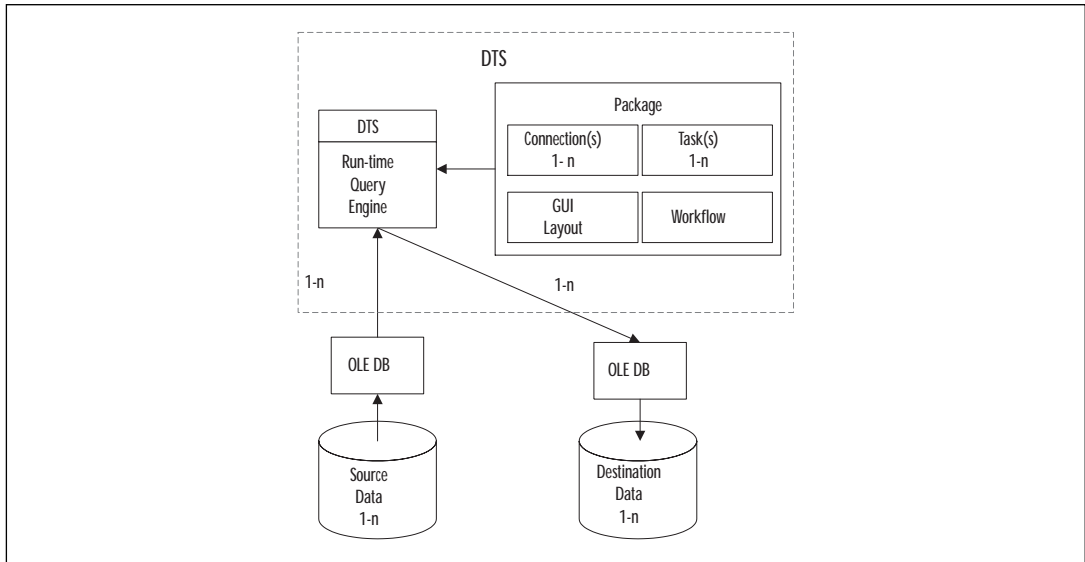 DTS
Package
DTS
Run-time
Query
Engine
Connection(s)
1- n
Task(s)
1-n
GUI
Layout
Workflow
1-n
1-n
OLE DB
OLE DB
Source
Data
1-n
Destination
Data
1-n